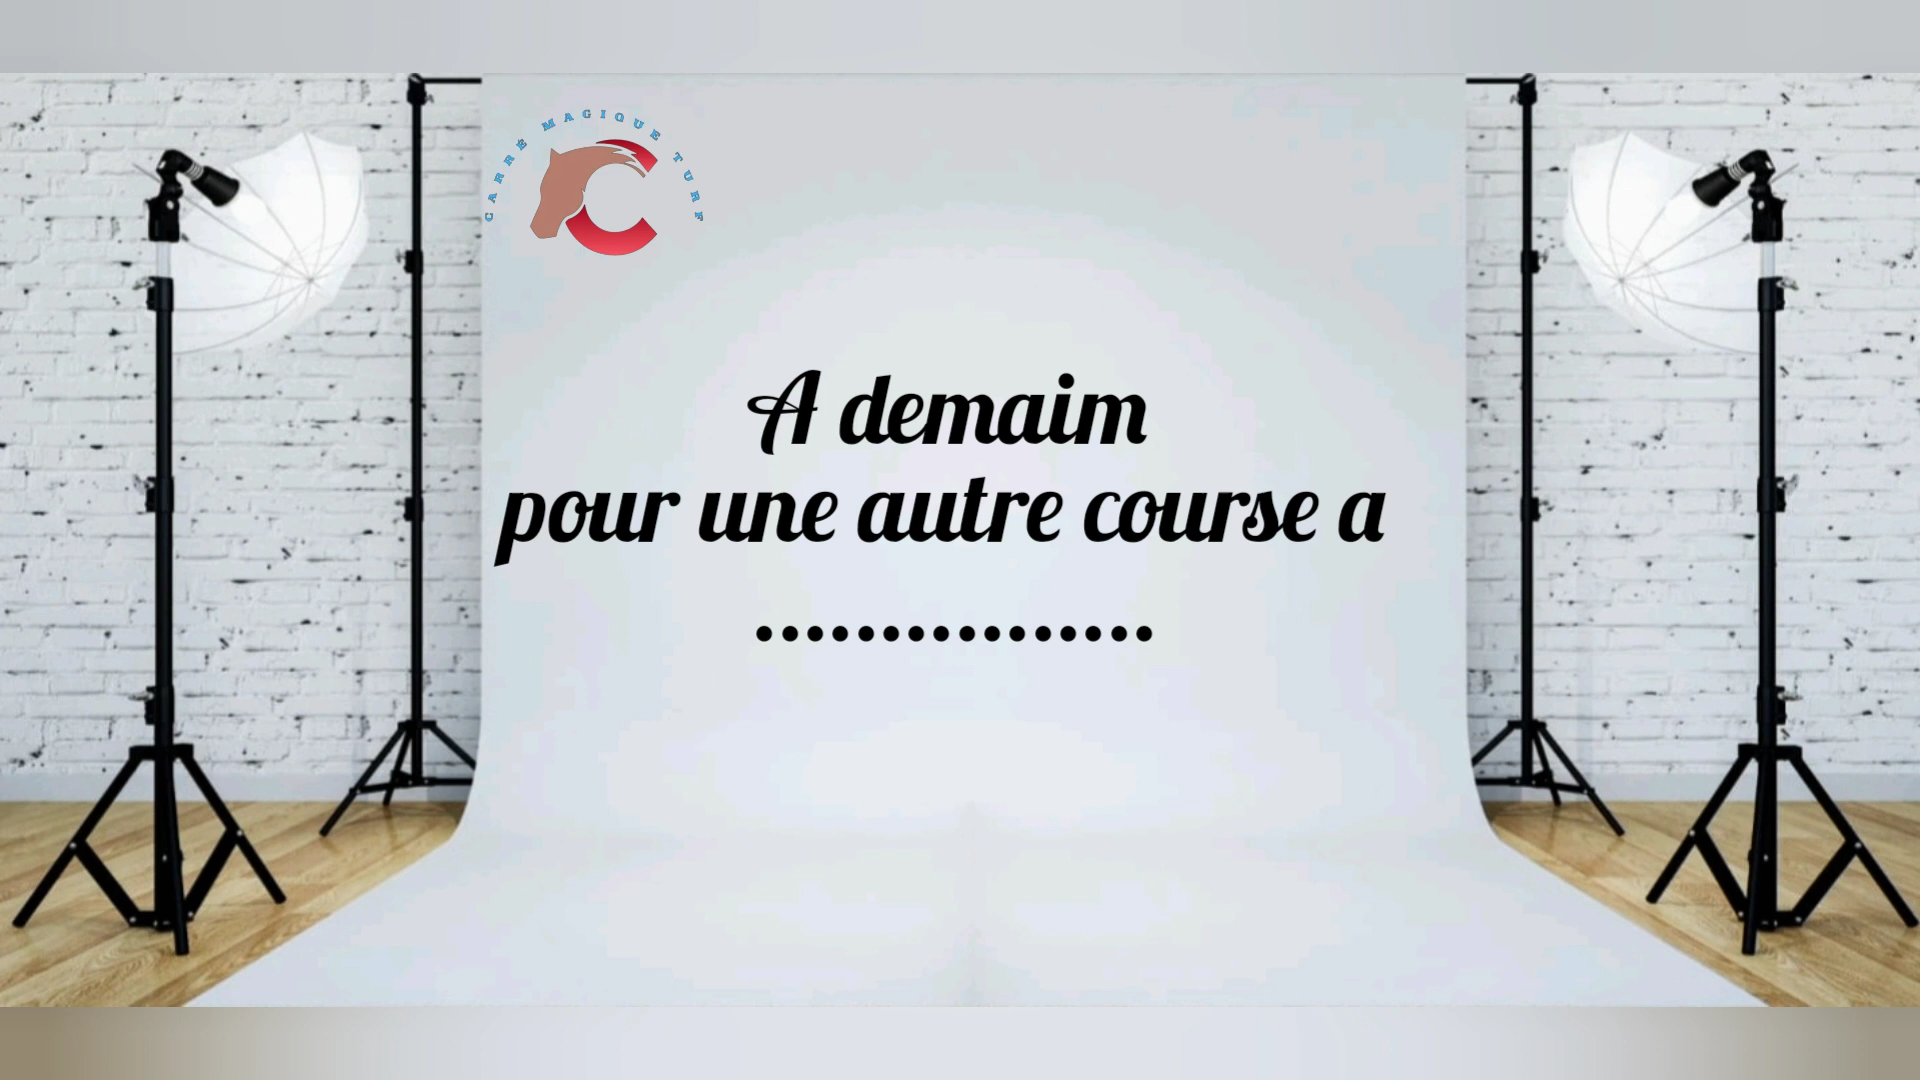 CARRÉ MAGIQUE TURF
A demaim
pour une autre course a
................